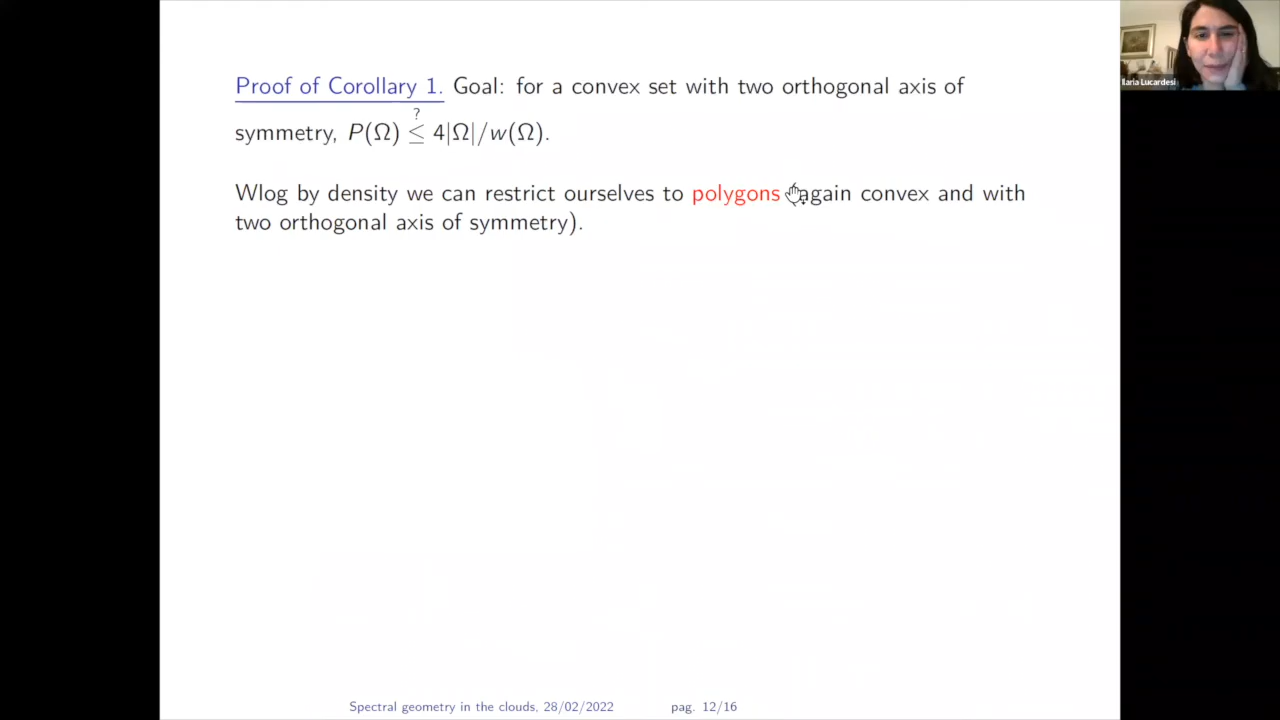 Proof of Corollary 1. Goal: for a convex set with two orthogonal axis of
symmetry, P(Ω) ≤? 4|Ω|/w(Ω).
Wlog by density we can restrict ourselves to polygons (again convex and with
two orthogonal axis of symmetry).
Spectral geometry in the clouds, 28/02/2022 pag. 12/16
Ilaria Lucardesi